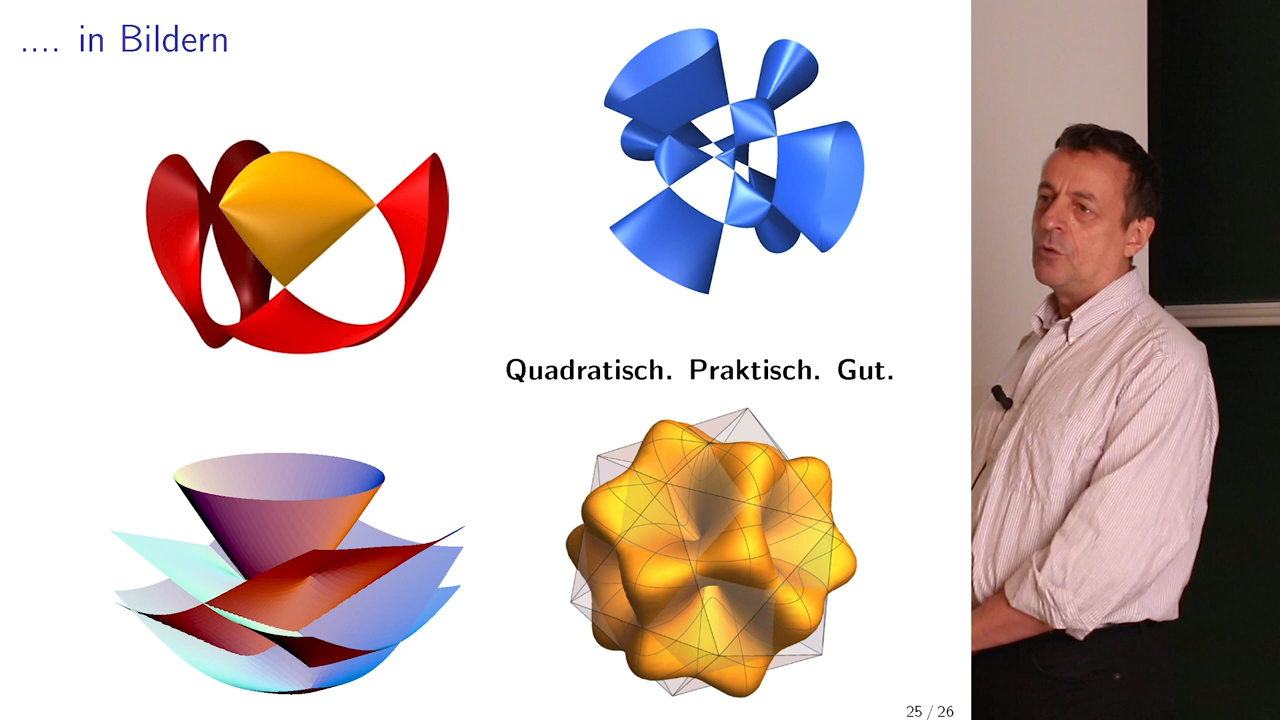 .... in Bildern
Quadratisch. Praktisch. Gut.
25 / 26